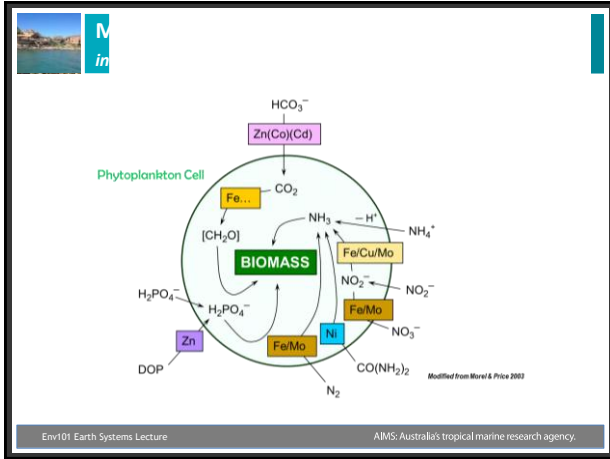 M
in
HCO₃⁻
Zn(Co)(Cd)
Phytoplankton Cell
CO₂
Fe...
NH₃
– H⁺
NH₄⁺
[CH₂O]
Fe/Cu/Mo
BIOMASS
NO₂⁻
NO₂⁻
H₂PO₄⁻
H₂PO₄⁻
Fe/Mo
NO₃⁻
Zn
Ni
Fe/Mo
DOP
CO(NH₂)₂
N₂
Modified from Morel & Price 2003
Env101 Earth Systems Lecture
AIMS: Australia's tropical marine research agency.